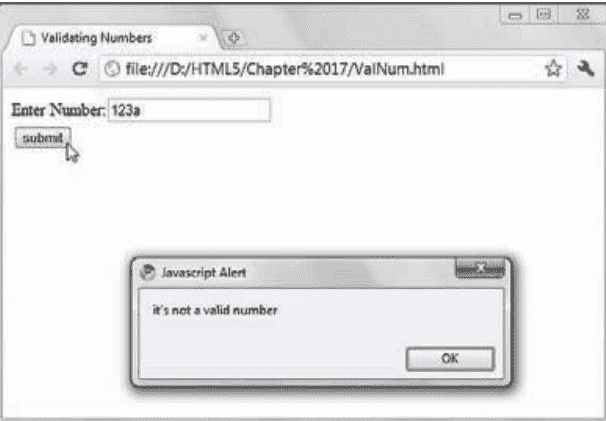 Validating Numbers
file:///D:/HTML5/Chapter%2017/ValNum.html
Enter Number: 123a
submit
Javascript Alert
it's not a valid number
OK